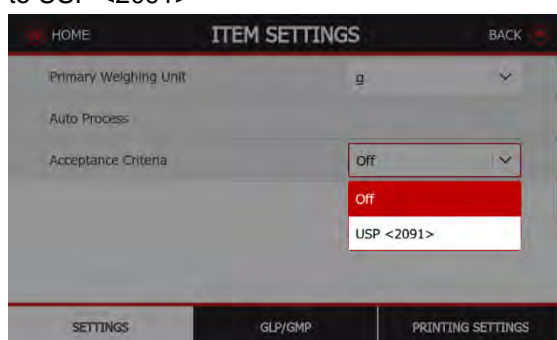 HOME ITEM SETTINGS BACK
Primary Weighing Unit g
Auto Process
Acceptance Criteria Off
Off
USP <2091>
SETTINGS GLP/GMP PRINTING SETTINGS